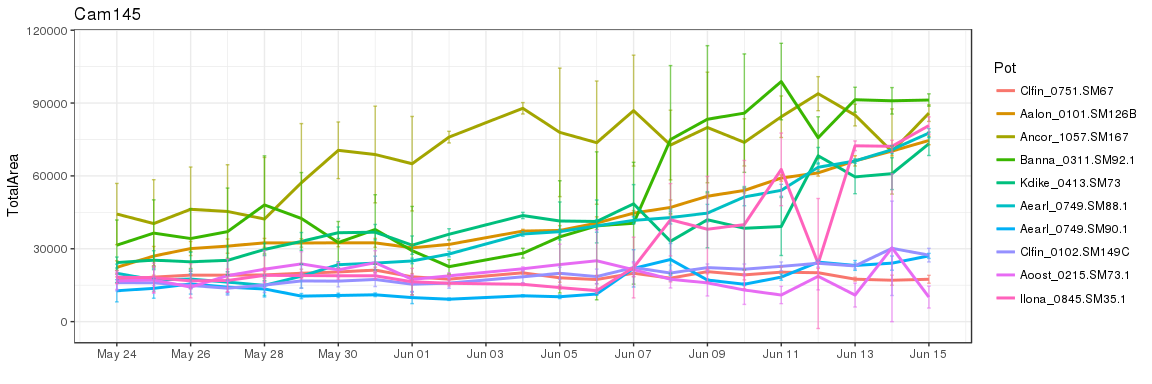 Cam145
TotalArea
120000
90000
60000
30000
0
May 24 May 26 May 28 May 30 Jun 01 Jun 03 Jun 05 Jun 07 Jun 09 Jun 11 Jun 13 Jun 15
Pot
Clfin_0751.SM67
Aalon_0101.SM126B
Ancor_1057.SM167
Banna_0311.SM92.1
Kdike_0413.SM73
Aearl_0749.SM88.1
Aearl_0749.SM90.1
Clfin_0102.SM149C
Aoost_0215.SM73.1
Ilona_0845.SM35.1